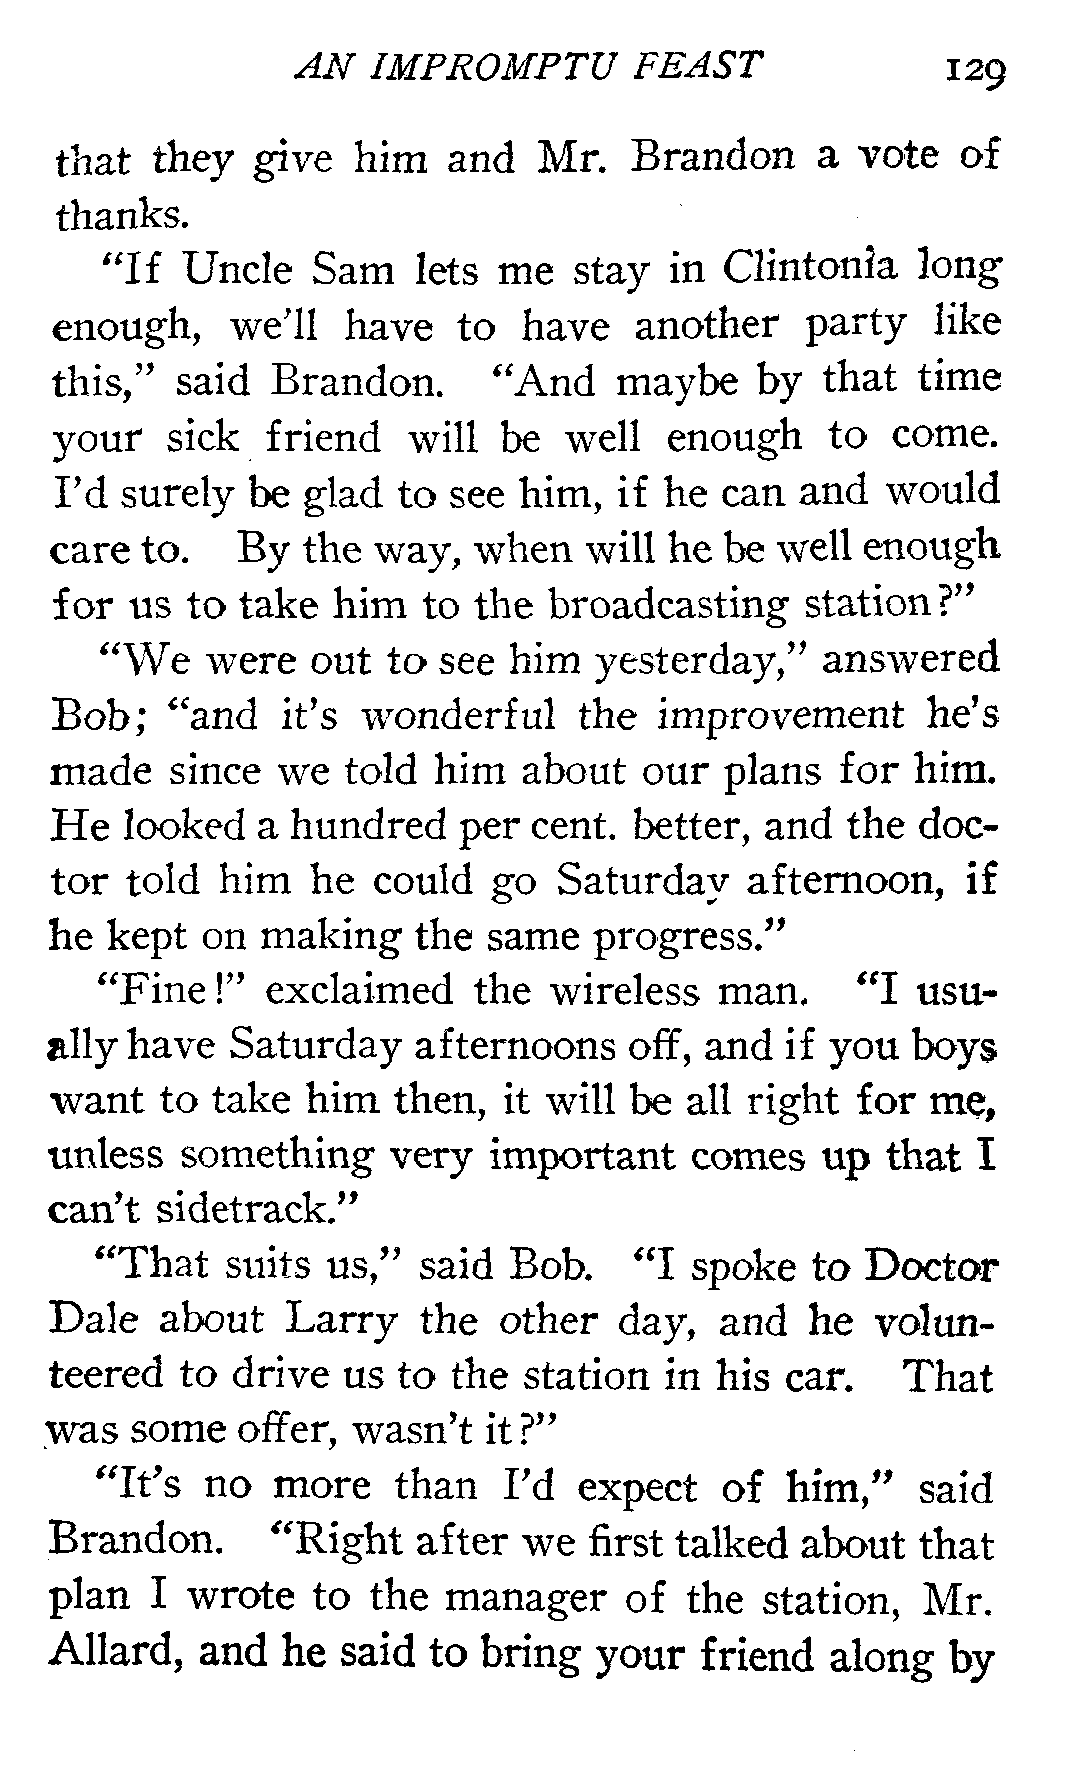 AN IMPROMPTU FEAST 129
that they give him and Mr. Brandon a vote of
thanks.
“If Uncle Sam lets me stay in Clintonia long
enough, we’ll have to have another party like
this,” said Brandon. “And maybe by that time
your sick friend will be well enough to come.
I’d surely be glad to see him, if he can and would
care to. By the way, when will he be well enough
for us to take him to the broadcasting station?”
“We were out to see him yesterday,” answered
Bob; “and it’s wonderful the improvement he’s
made since we told him about our plans for him.
He looked a hundred per cent. better, and the doc-
tor told him he could go Saturday afternoon, if
he kept on making the same progress.”
“Fine!” exclaimed the wireless man. “I usu-
ally have Saturday afternoons off, and if you boys
want to take him then, it will be all right for me,
unless something very important comes up that I
can’t sidetrack.”
“That suits us,” said Bob. “I spoke to Doctor
Dale about Larry the other day, and he volun-
teered to drive us to the station in his car. That
was some offer, wasn’t it?”
“It’s no more than I’d expect of him,” said
Brandon. “Right after we first talked about that
plan I wrote to the manager of the station, Mr.
Allard, and he said to bring your friend along by